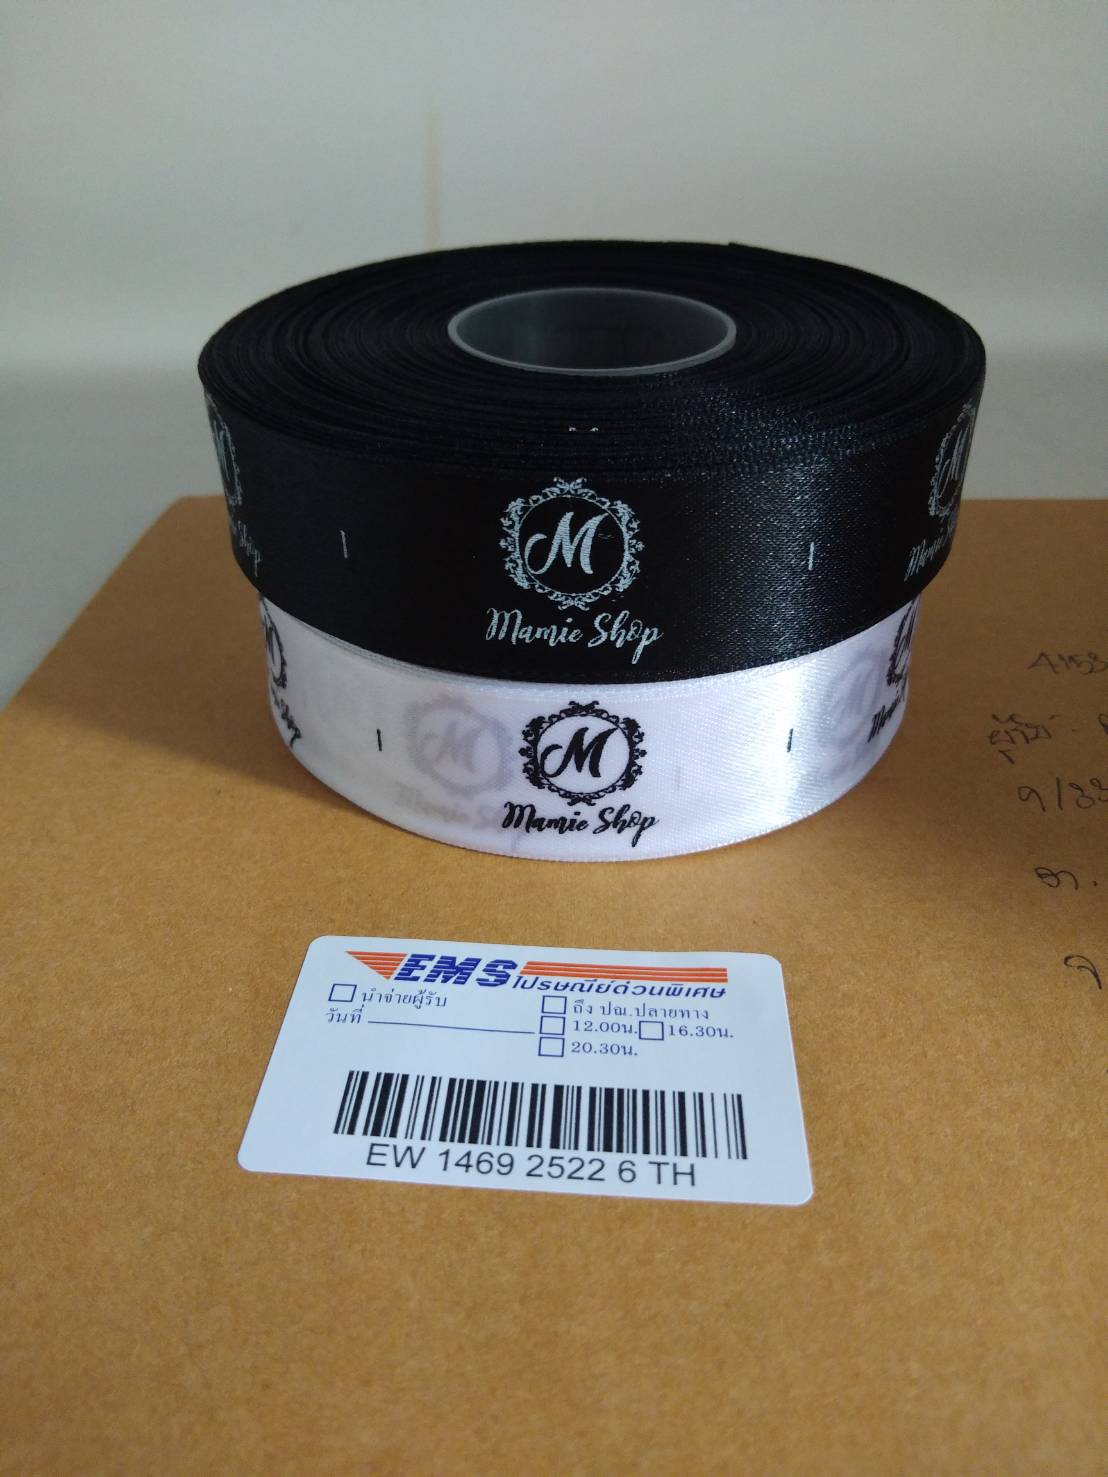 M
Mamie Shop
M
Mamie Shop
EMS
ไปรษณีย์ด่วนพิเศษ
นำจ่ายผู้รับ
วันที่
ถึง ปณ.ปลายทาง
12.00น. 16.30น.
20.30น.
EW 1469 2522 6 TH
9/33